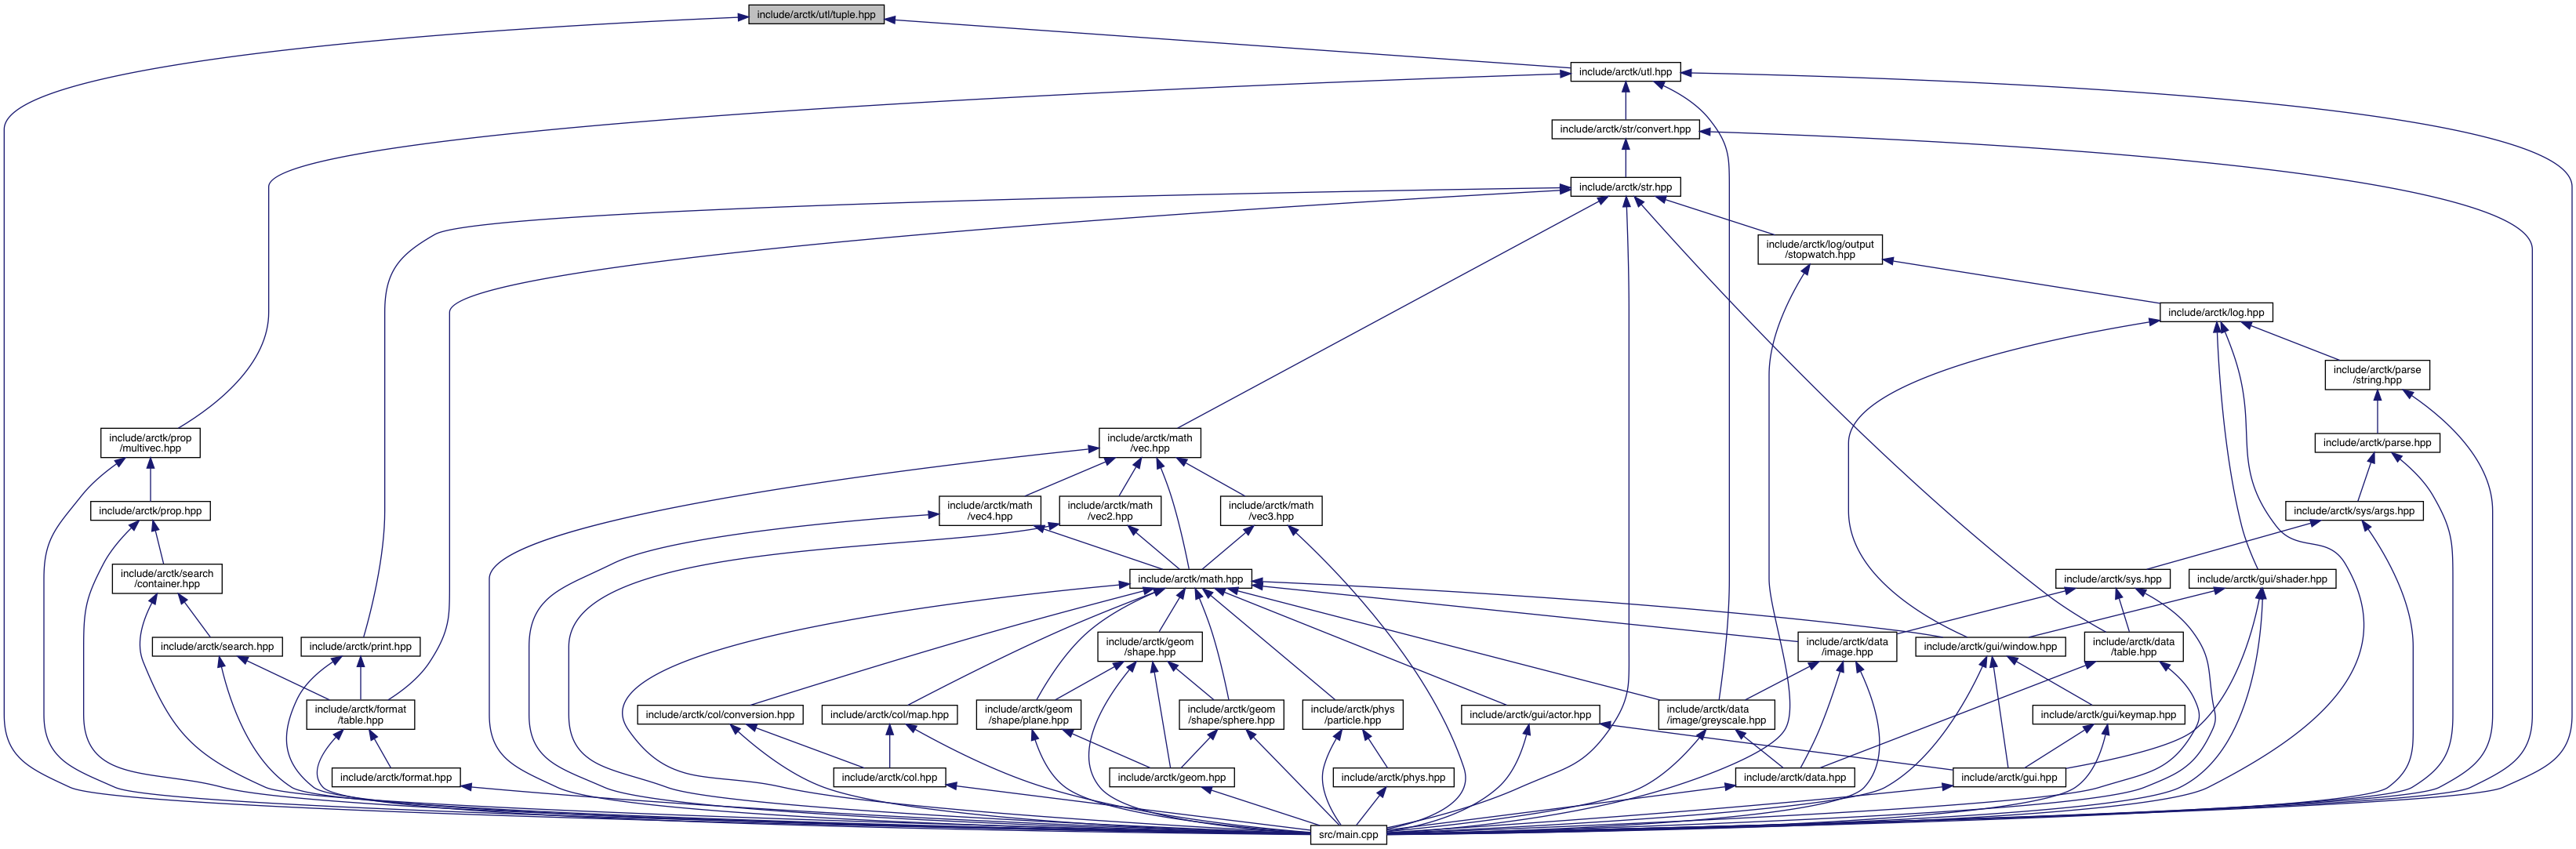 include/arctk/utl/tuple.hpp
include/arctk/utl.hpp
include/arctk/str/convert.hpp
include/arctk/str.hpp
include/arctk/log/output
/stopwatch.hpp
include/arctk/log.hpp
include/arctk/parse
/string.hpp
include/arctk/prop
/multivec.hpp
include/arctk/math
/vec.hpp
include/arctk/parse.hpp
include/arctk/prop.hpp
include/arctk/math
/vec4.hpp
include/arctk/math
/vec2.hpp
include/arctk/math
/vec3.hpp
include/arctk/sys/args.hpp
include/arctk/search
/container.hpp
include/arctk/math.hpp
include/arctk/sys.hpp
include/arctk/gui/shader.hpp
include/arctk/search.hpp
include/arctk/print.hpp
include/arctk/geom
/shape.hpp
include/arctk/data
/image.hpp
include/arctk/gui/window.hpp
include/arctk/data
/table.hpp
include/arctk/format
/table.hpp
include/arctk/col/conversion.hpp
include/arctk/col/map.hpp
include/arctk/geom
/shape/plane.hpp
include/arctk/geom
/shape/sphere.hpp
include/arctk/phys
/particle.hpp
include/arctk/gui/actor.hpp
include/arctk/data
/image/greyscale.hpp
include/arctk/gui/keymap.hpp
include/arctk/format.hpp
include/arctk/col.hpp
include/arctk/geom.hpp
include/arctk/phys.hpp
include/arctk/data.hpp
include/arctk/gui.hpp
src/main.cpp